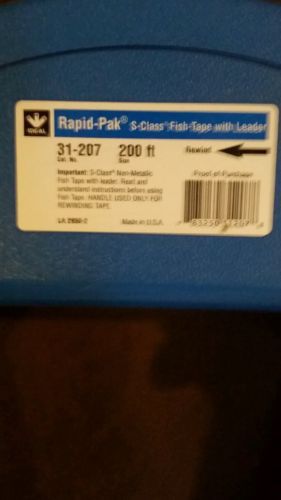 IDEAL
Rapid-Pak® S-Class® Fish Tape with Leader
31-207 200 ft Rewind
Cat. No. Size
Important: S-Class® Non-Metallic
Fish Tape with leader. Read and
understand instructions before using
Fish Tape. HANDLE USED ONLY FOR
REWINDING TAPE
Proof of Purchase
Made in U.S.A.